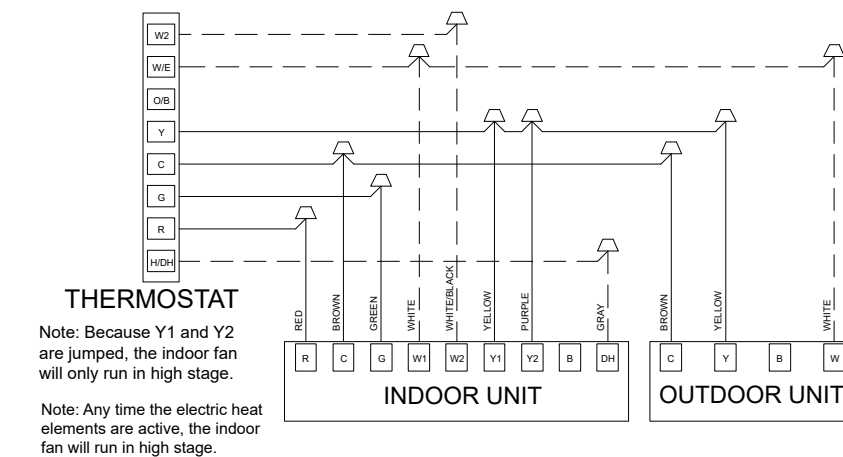 W2
W/E
O/B
Y
C
G
R
H/DH
THERMOSTAT
Note: Because Y1 and Y2
are jumped, the indoor fan
will only run in high stage.
Note: Any time the electric heat
elements are active, the indoor
fan will run in high stage.
RED
BROWN
GREEN
WHITE
WHITE/BLACK
YELLOW
PURPLE
GRAY
R
C
G
W1
W2
Y1
Y2
B
DH
INDOOR UNIT
BROWN
YELLOW
WHITE
C
Y
B
W
OUTDOOR UNIT